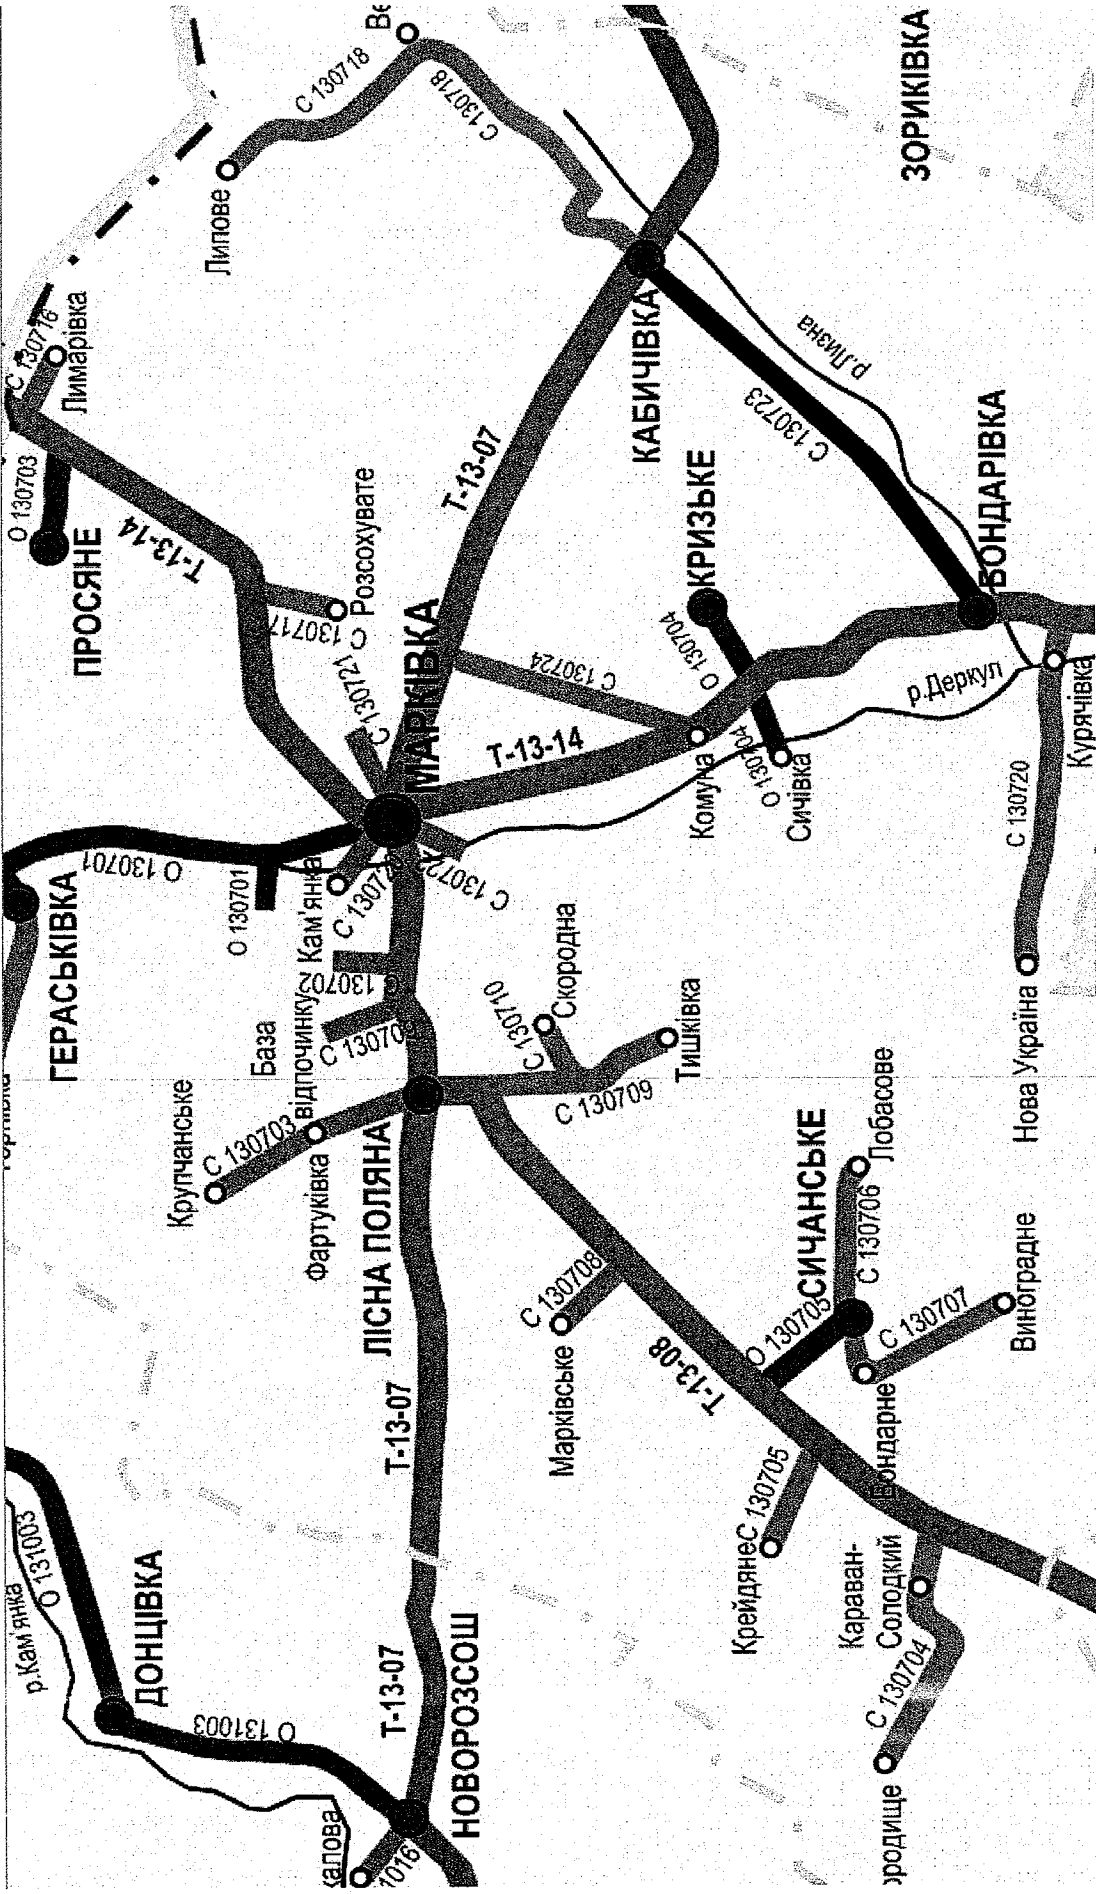 С 130718
С 130718
Липове
ЗОРИКІВКА
С 130716
Лимарівка
О 130703
ПРОСЯНЕ
Т-13-14
С 130717
Розсохувате
Т-13-07
КАБИЧІВКА
р.Лизна
С 130723
КРИЗЬКЕ
О 130704
БОНДАРІВКА
С 130721
МАРКІВКА
С 130724
Т-13-14
Комуна
О 130704
Сичівка
р.Деркул
Курячівка
С 130720
Нова Україна
О 130701
О 130701
ГЕРАСЬКІВКА
Кам'янка
База
відпочинку
С 130710
Скородна
Тишківка
С 130709
Крупчанське
С 130703
Фартуківка
ЛІСНА ПОЛЯНА
С 130708
Марківське
Т-13-08
СИЧАНСЬКЕ
О 130705
Лобасове
С 130706
С 130707
Виноградне
Бондарне
Т-13-07
Крейдяне
С 130705
Караван-
Солодкий
С 130704
р.Кам'янка
О 131003
ДОНЦІВКА
О 131003
Т-13-07
НОВОРОЗСОШ